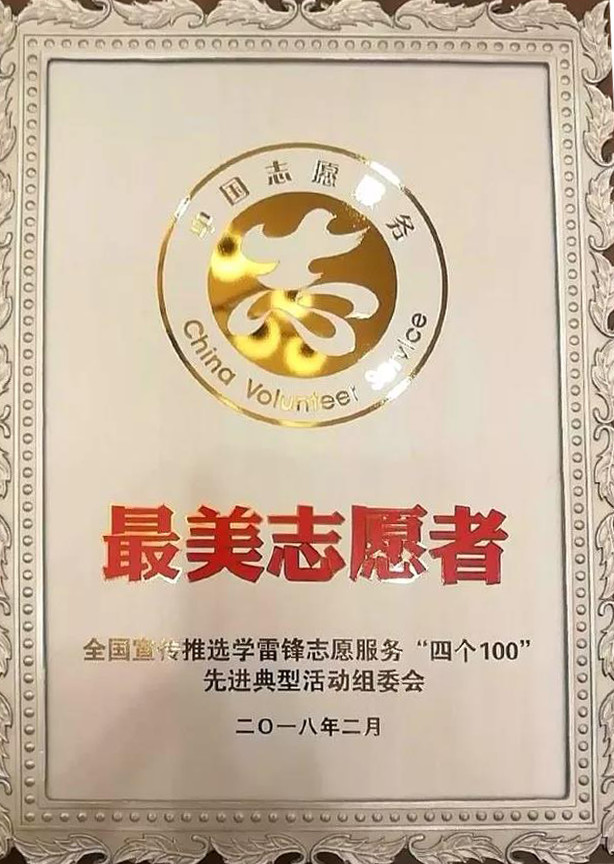 中国志愿服务
China Volunteer Service
最美志愿者
全国宣传推选学雷锋志愿服务“四个100”
先进典型活动组委会
二〇一八年二月